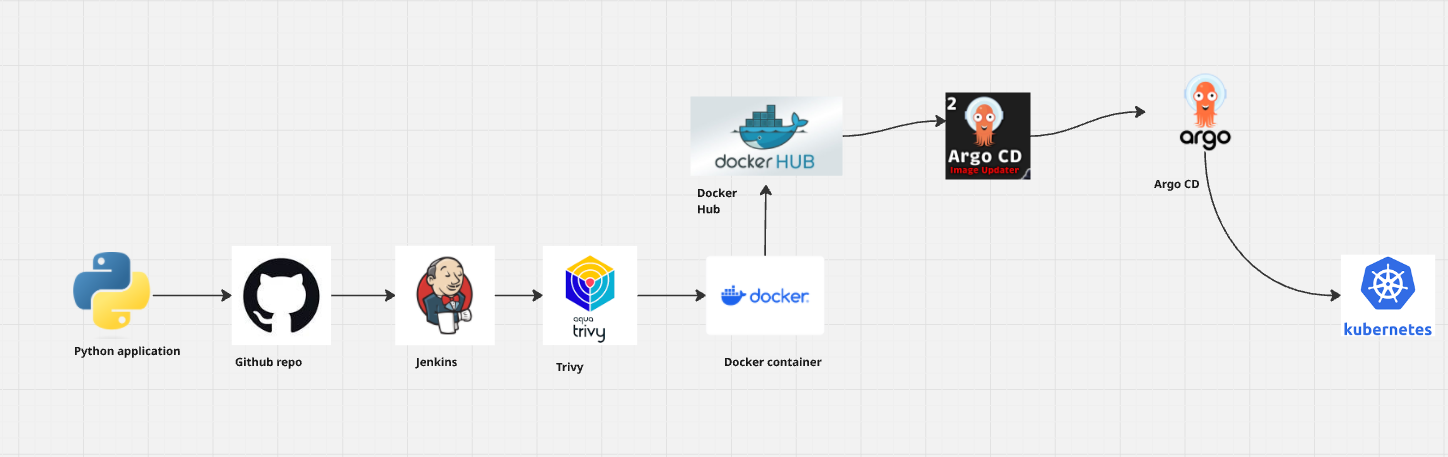 docker HUB
2
Argo CD
Image Updater
argo
Docker
Hub
Argo CD
aqua
trivy
docker
kubernetes
Python application
Github repo
Jenkins
Trivy
Docker container